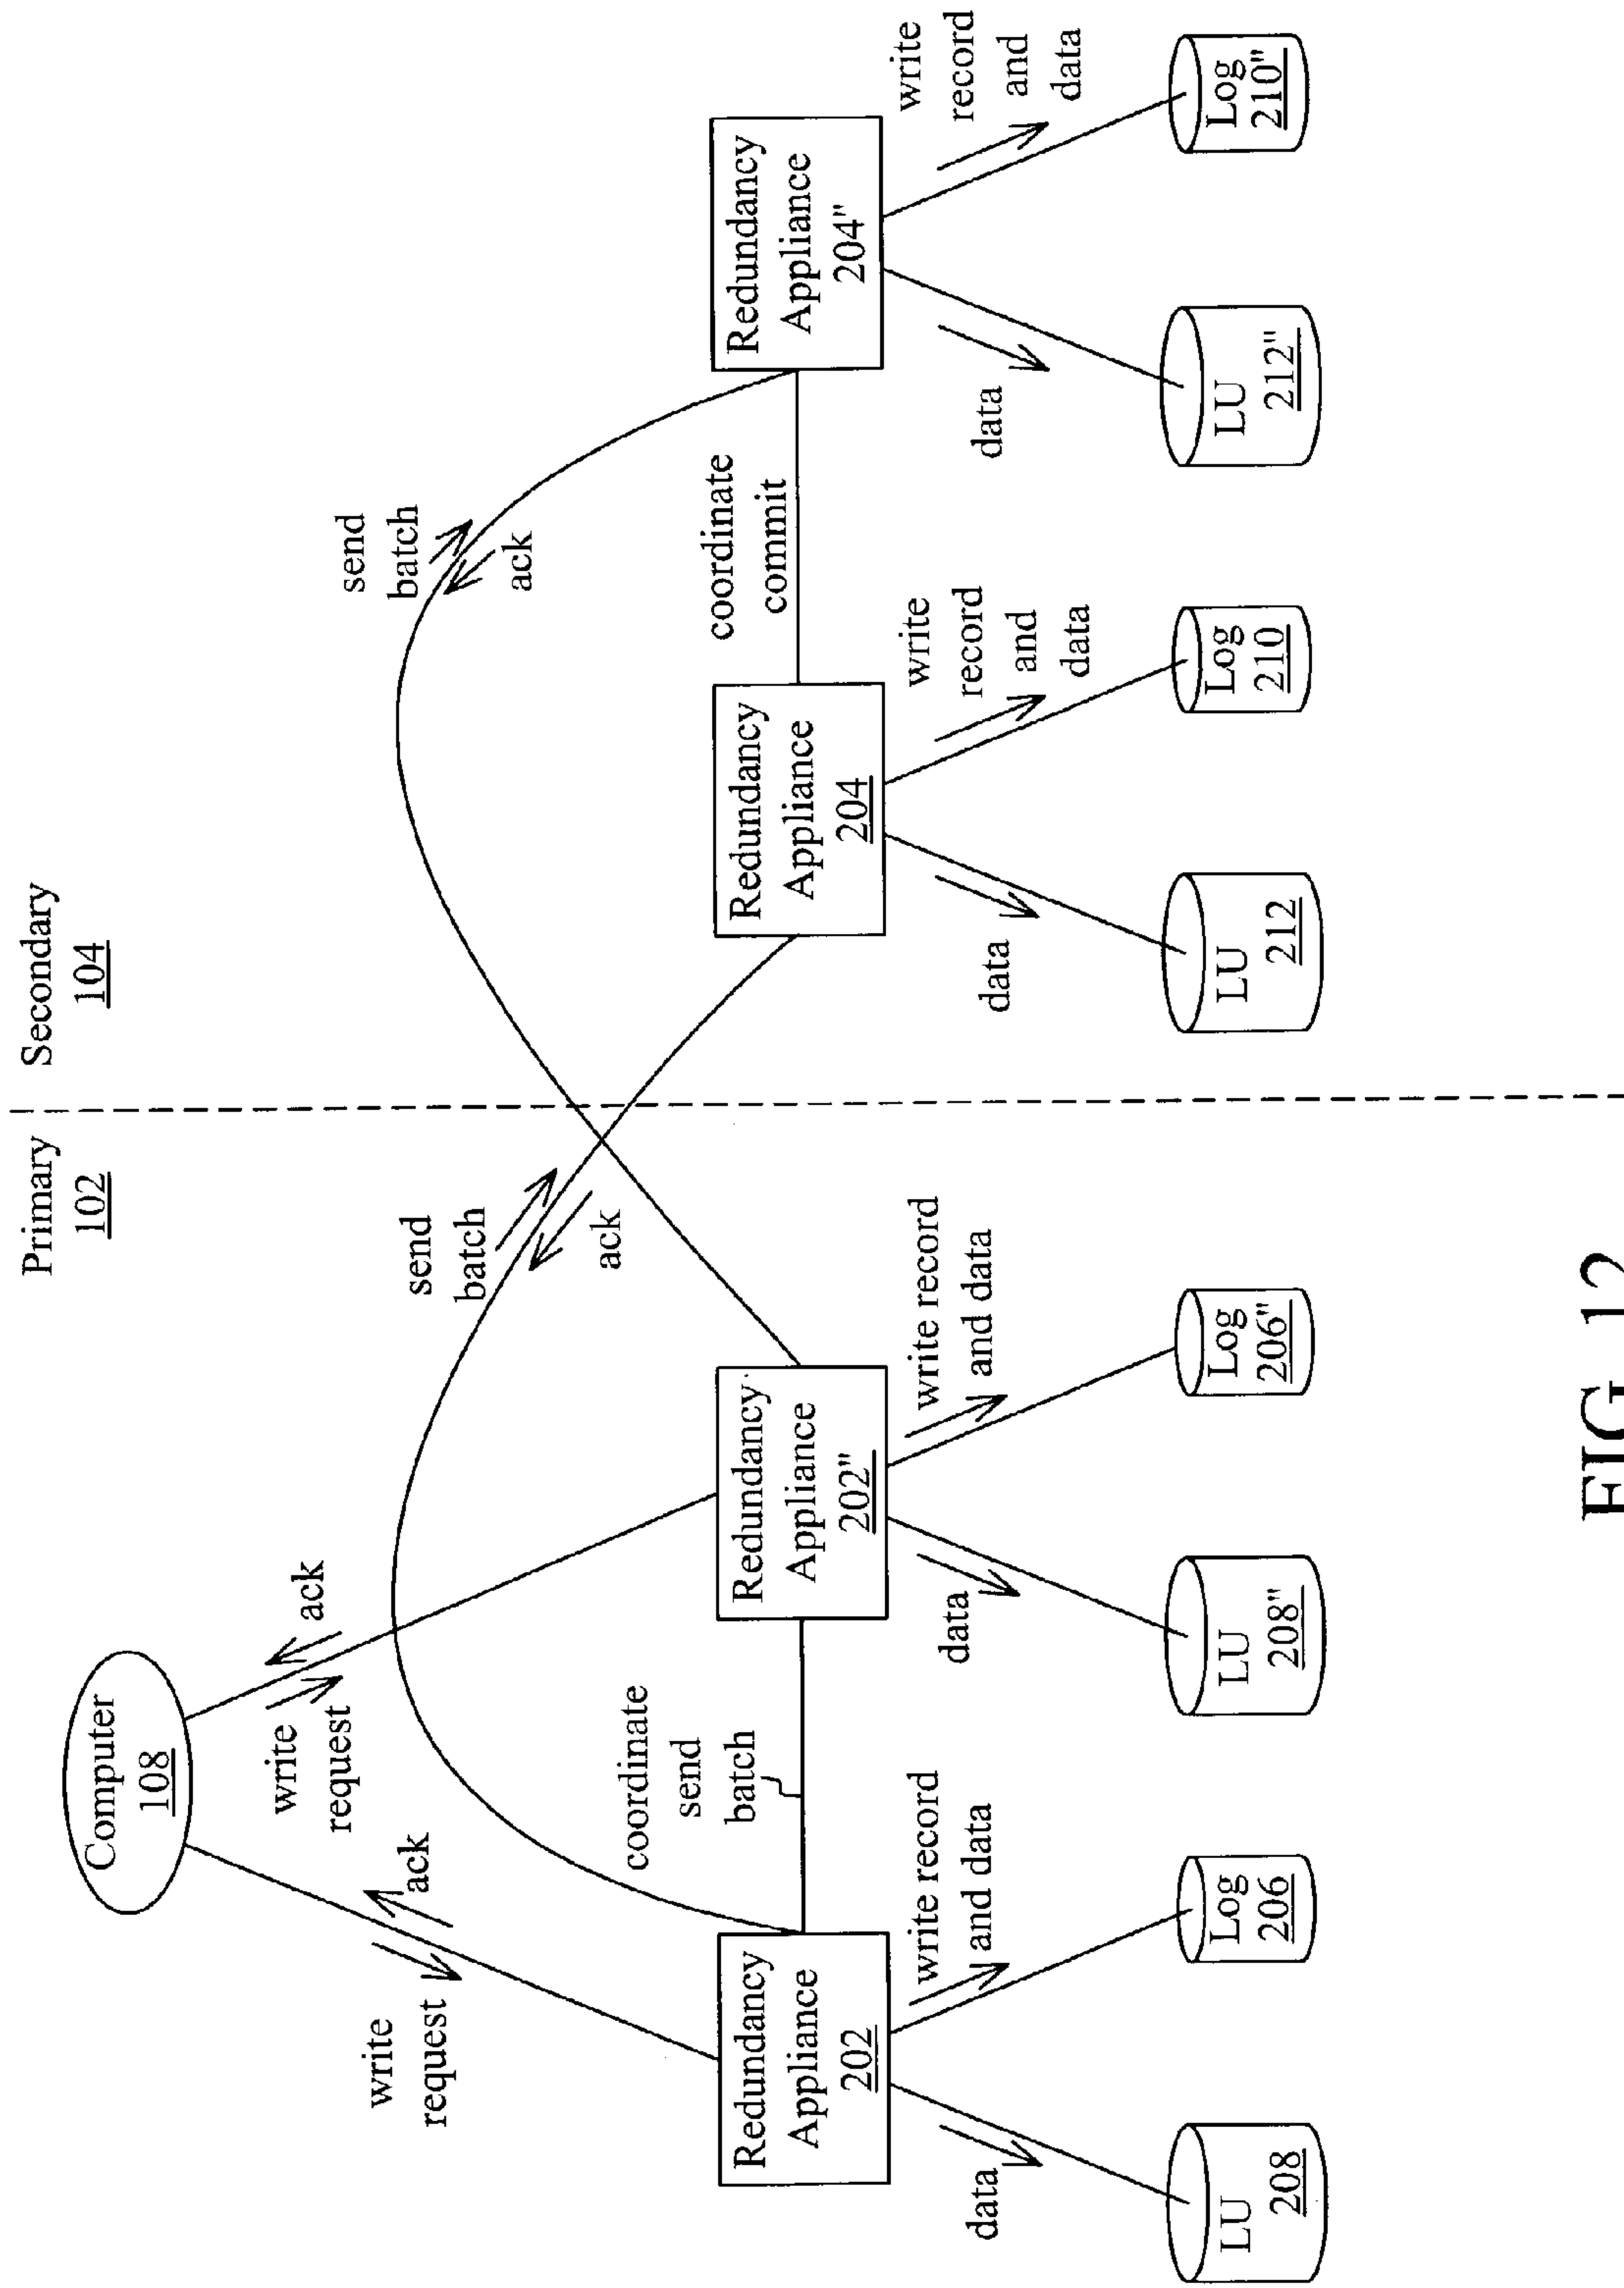 Primary
102
Secondary
104
Computer
108
write
request
ack
write
request
ack
send
batch
ack
send
batch
ack
coordinate
send
batch
coordinate
commit
Redundancy
Appliance
202
Redundancy
Appliance
202"
Redundancy
Appliance
204
Redundancy
Appliance
204"
data
write record
and data
data
write record
and data
data
write
record
and
data
data
write
record
and
data
LU
208
Log
206
LU
208"
Log
206"
LU
212
Log
210
LU
212"
Log
210"
FIG 12